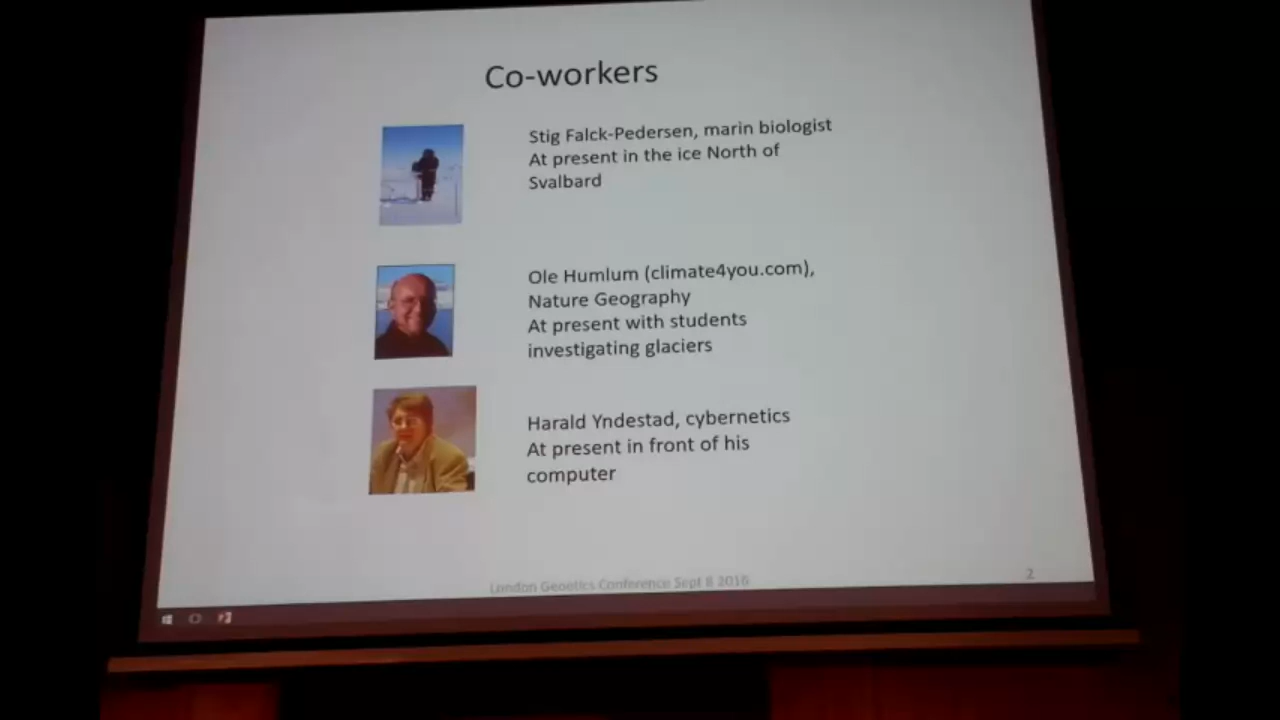 Co-workers
Stig Falck-Pedersen, marin biologist
At present in the ice North of
Svalbard
Ole Humlum (climate4you.com),
Nature Geography
At present with students
investigating glaciers
Harald Yndestad, cybernetics
At present in front of his
computer
London Genetics Conference Sept 8 2016
2